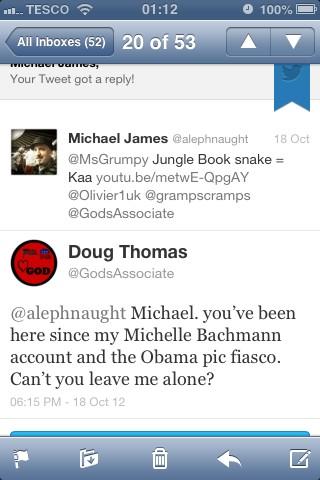 TESCO 01:12 100%
All Inboxes (52) 20 of 53
Michael James,
Your Tweet got a reply!
Michael James @alephnaught 18 Oct
@MsGrumpy Jungle Book snake =
Kaa youtu.be/metwE-QpgAY
@Olivier1uk @grampscramps
@GodsAssociate
GOD
Doug Thomas
@GodsAssociate
@alephnaught Michael. you've been
here since my Michelle Bachmann
account and the Obama pic fiasco.
Can't you leave me alone?
06:15 PM - 18 Oct 12